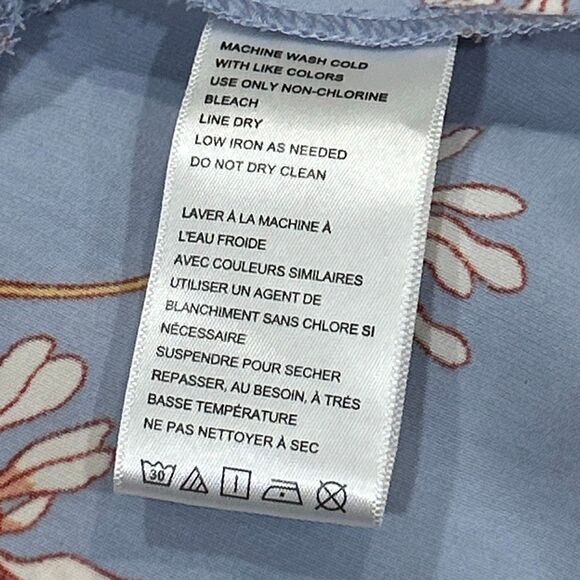 MACHINE WASH COLD
WITH LIKE COLORS
USE ONLY NON-CHLORINE
BLEACH
LINE DRY
LOW IRON AS NEEDED
DO NOT DRY CLEAN
LAVER À LA MACHINE À
L'EAU FROIDE
AVEC COULEURS SIMILAIRES
UTILISER UN AGENT DE
BLANCHIMENT SANS CHLORE SI
NÉCESSAIRE
SUSPENDRE POUR SECHER
REPASSER, AU BESOIN, À TRÉS
BASSE TEMPÉRATURE
NE PAS NETTOYER À SEC
30